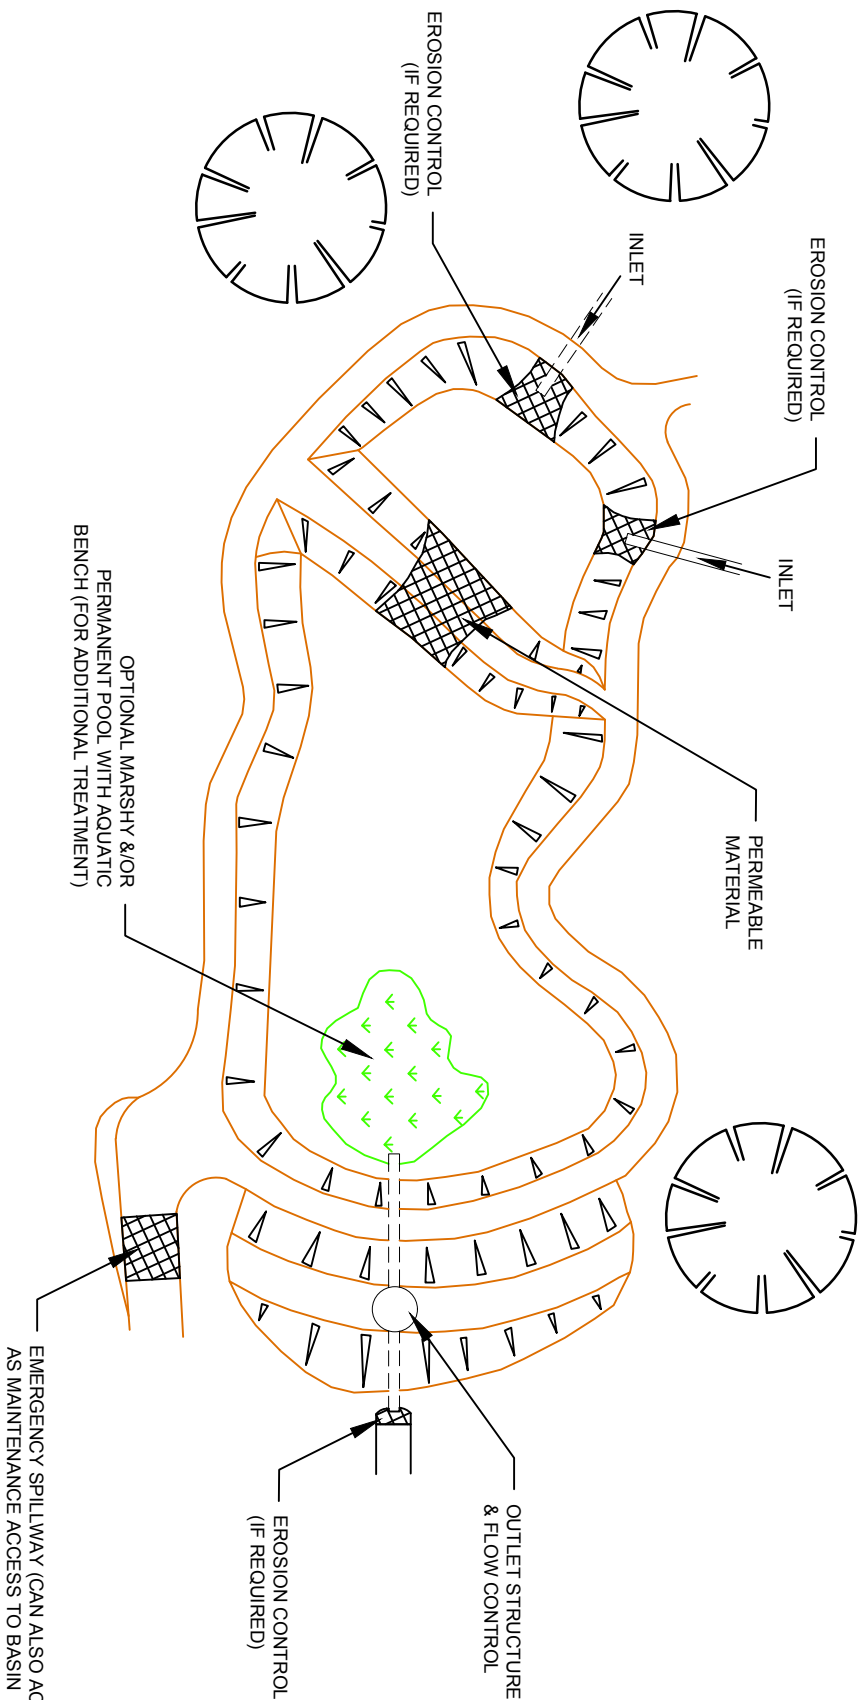 EROSION CONTROL
(IF REQUIRED)
INLET
EROSION CONTROL
(IF REQUIRED)
INLET
PERMEABLE
MATERIAL
OPTIONAL MARSHY &/OR
PERMANENT POOL WITH AQUATIC
BENCH (FOR ADDITIONAL TREATMENT)
OUTLET STRUCTURE
& FLOW CONTROL
EROSION CONTROL
(IF REQUIRED)
EMERGENCY SPILLWAY (CAN ALSO
AS MAINTENANCE ACCESS TO BASIN